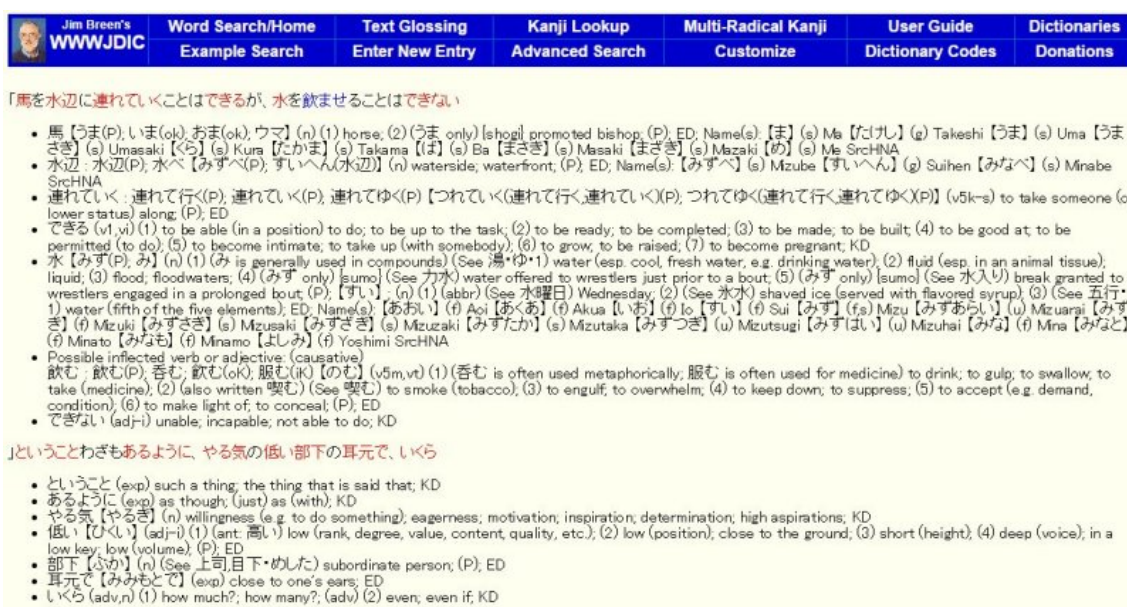 Jim Breen's WWWJDIC
Word Search/Home Text Glossing Kanji Lookup Multi-Radical Kanji User Guide Dictionaries
Example Search Enter New Entry Advanced Search Customize Dictionary Codes Donations
「馬を水辺に連れていくことはできるが、水を飲ませることはできない
• 馬 【うま(P); いま(ok); おま(ok); ウマ】 (n) (1) horse; (2) (うま only) {shogi} promoted bishop; (P); ED; Name(s): 【ま】 (s) Ma 【たけし】 (g) Takeshi 【うま】 (s) Uma 【うま
さき】 (s) Umasaki 【くら】 (s) Kura 【たかま】 (s) Takama 【ば】 (s) Ba 【まさき】 (s) Masaki 【まざき】 (s) Mazaki 【め】 (s) Me SrcHNA
• 水辺 : 水辺(P); 水べ 【みずべ(P); すいへん(水辺)】 (n) waterside; waterfront; (P); ED; Name(s): 【みずべ】 (s) Mizube 【すいへん】 (g) Suihen 【みなべ】 (s) Minabe
SrcHNA
• 連れていく : 連れて行く(P); 連れていく(P); 連れてゆく(P) 【つれていく(連れて行く,連れていく)(P); つれてゆく(連れて行く,連れてゆく)(P)】 (v5k-s) to take someone (o
lower status) along; (P); ED
• できる (v1,vi) (1) to be able (in a position) to do; to be up to the task; (2) to be ready; to be completed; (3) to be made; to be built; (4) to be good at; to be
permitted (to do); (5) to become intimate; to take up (with somebody); (6) to grow; to be raised; (7) to become pregnant; KD
• 水 【みず(P); み】 (n) (1) (み is generally used in compounds) (See 湯・ゆ・1) water (esp. cool, fresh water, e.g. drinking water); (2) fluid (esp. in an animal tissue);
liquid; (3) flood; floodwaters; (4) (みず only) {sumo} (See 力水) water offered to wrestlers just prior to a bout; (5) (みず only) {sumo} (See 水入り) break granted to
wrestlers engaged in a prolonged bout; (P); 【すい】 : (n) (1) (abbr) (See 水曜日) Wednesday; (2) (See 氷水) shaved ice (served with flavored syrup); (3) (See 五行・
1) water (fifth of the five elements); ED; Name(s): 【あおい】 (f) Aoi 【あくあ】 (f) Akua 【いお】 (f) Io 【すい】 (f) Sui 【みず】 (f,s) Mizu 【みずあらい】 (u) Mizuarai 【みず
き】 (f) Mizuki 【みずさき】 (s) Mizusaki 【みずざき】 (s) Mizuzaki 【みずたか】 (s) Mizutaka 【みずつぎ】 (u) Mizutsugi 【みずはい】 (u) Mizuhai 【みな】 (f) Mina 【みなと】
(f) Minato 【みなも】 (f) Minamo 【よしみ】 (f) Yoshimi SrcHNA
• Possible inflected verb or adjective: (causative)
飲む : 飲む(P); 呑む; 飮む(oK); 服む(iK) 【のむ】 (v5m,vt) (1) (呑む is often used metaphorically; 服む is often used for medicine) to drink; to gulp; to swallow; to
take (medicine); (2) (also written 喫む) (See 喫む) to smoke (tobacco); (3) to engulf; to overwhelm; (4) to keep down; to suppress; (5) to accept (e.g. demand,
condition); (6) to make light of; to conceal; (P); ED
• できない (adj-i) unable; incapable; not able to do; KD
」ということわざもあるように、やる気の低い部下の耳元で、いくら
• ということ (exp) such a thing; the thing that is said that; KD
• あるように (exp) as though; (just) as (with); KD
• やる気 【やるき】 (n) willingness (e.g. to do something); eagerness; motivation; inspiration; determination; high aspirations; KD
• 低い 【ひくい】 (adj-i) (1) (ant: 高い) low (rank, degree, value, content, quality, etc.); (2) low (position); close to the ground; (3) short (height); (4) deep (voice); in a
low key; low (volume); (P); ED
• 部下 【ぶか】 (n) (See 上司,目下・めした) subordinate person; (P); ED
• 耳元で 【みみもとで】 (exp) close to one's ears; ED
• いくら (adv,n) (1) how much?; how many?; (adv) (2) even; even if; KD